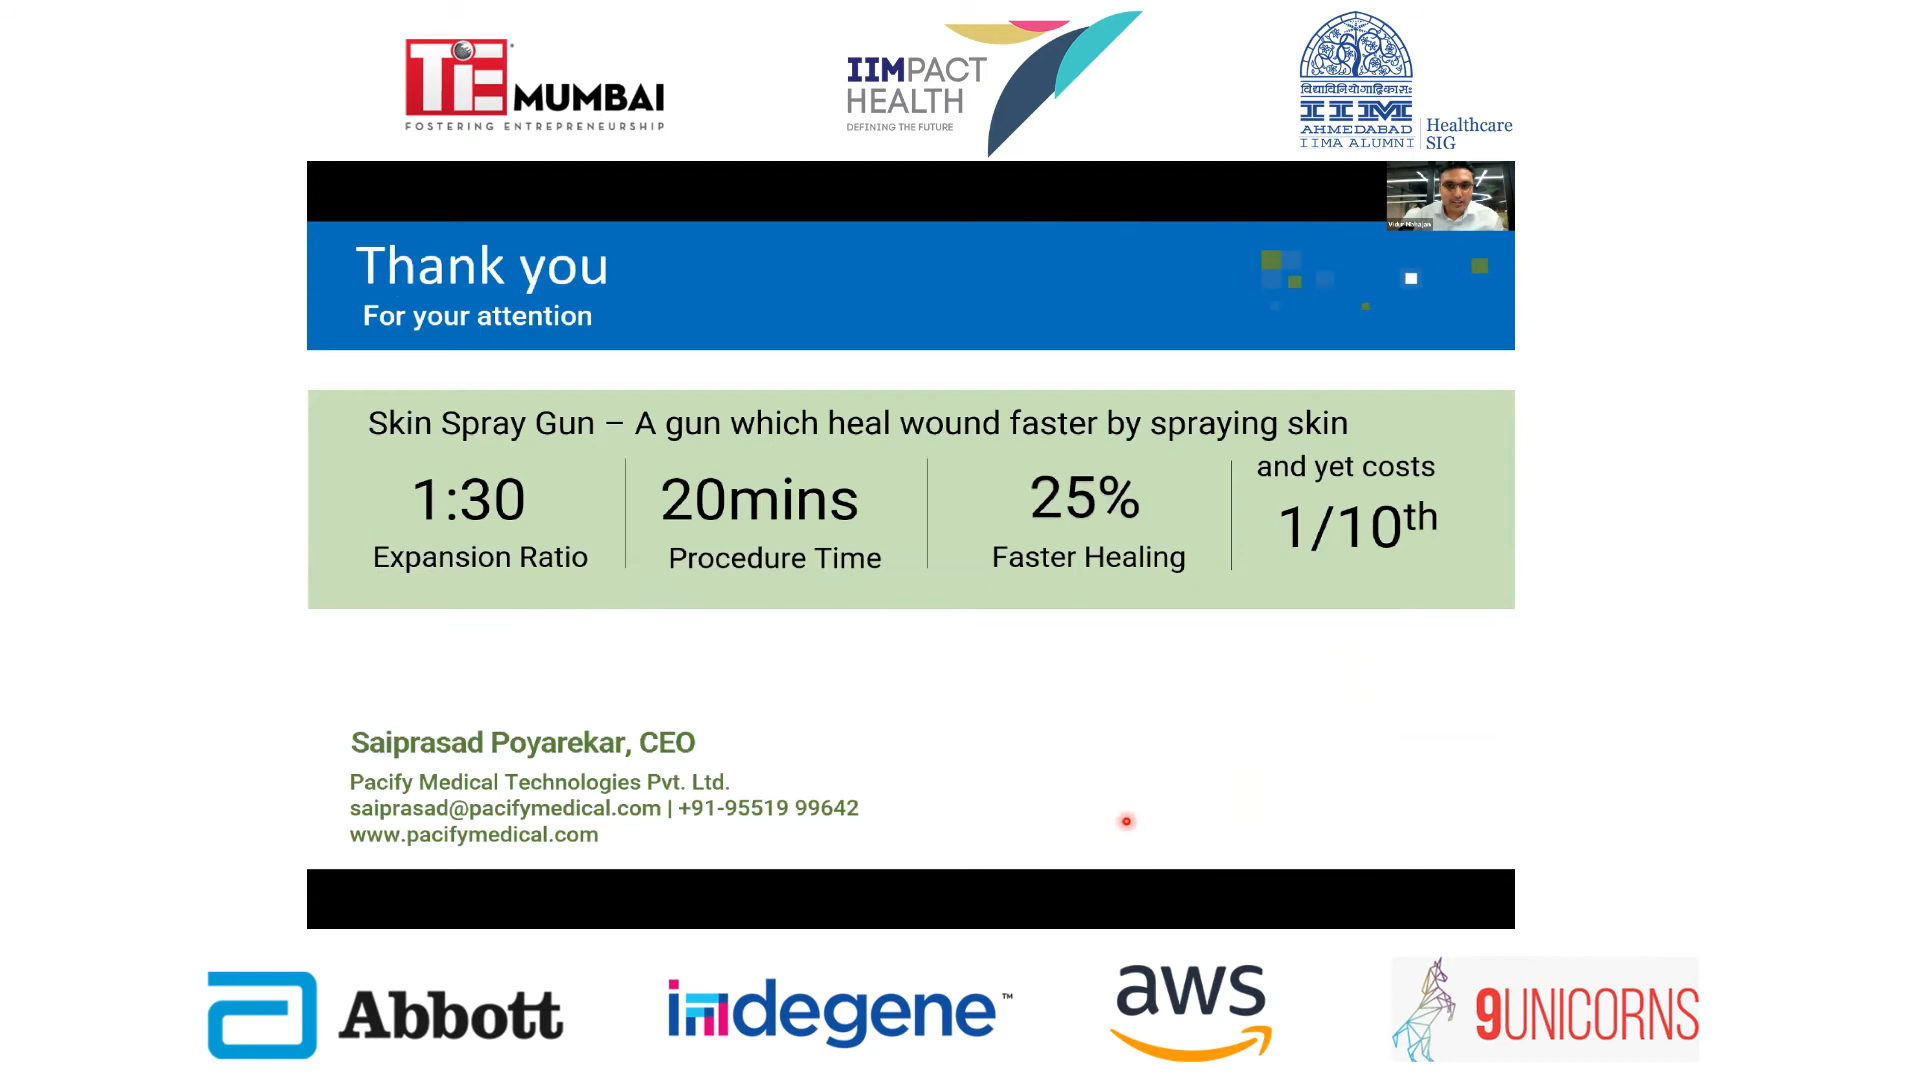 TiE MUMBAI
FOSTERING ENTREPRENEURSHIP
IIMPACT
HEALTH
DEFINING THE FUTURE
विद्याविनियोगाद्विकासः
IIM
AHMEDABAD
IIMA ALUMNI
Healthcare
SIG
Vidur Mahajan
Thank you
For your attention
Skin Spray Gun – A gun which heal wound faster by spraying skin
1:30
Expansion Ratio
20mins
Procedure Time
25%
Faster Healing
and yet costs
1/10th
Saiprasad Poyarekar, CEO
Pacify Medical Technologies Pvt. Ltd.
saiprasad@pacifymedical.com | +91-95519 99642
www.pacifymedical.com
Abbott
indegene™
aws
9UNICORNS